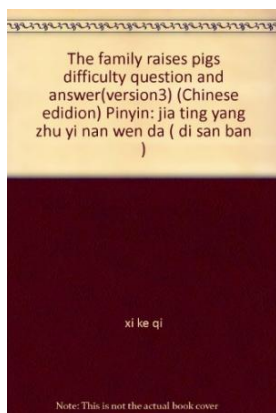 The family raises pigs
difficulty question and
answer(version3) (Chinese
edidion) Pinyin: jia ting yang
zhu yi nan wen da ( di san ban
)
xi ke qi
Note: This is not the actual book cover